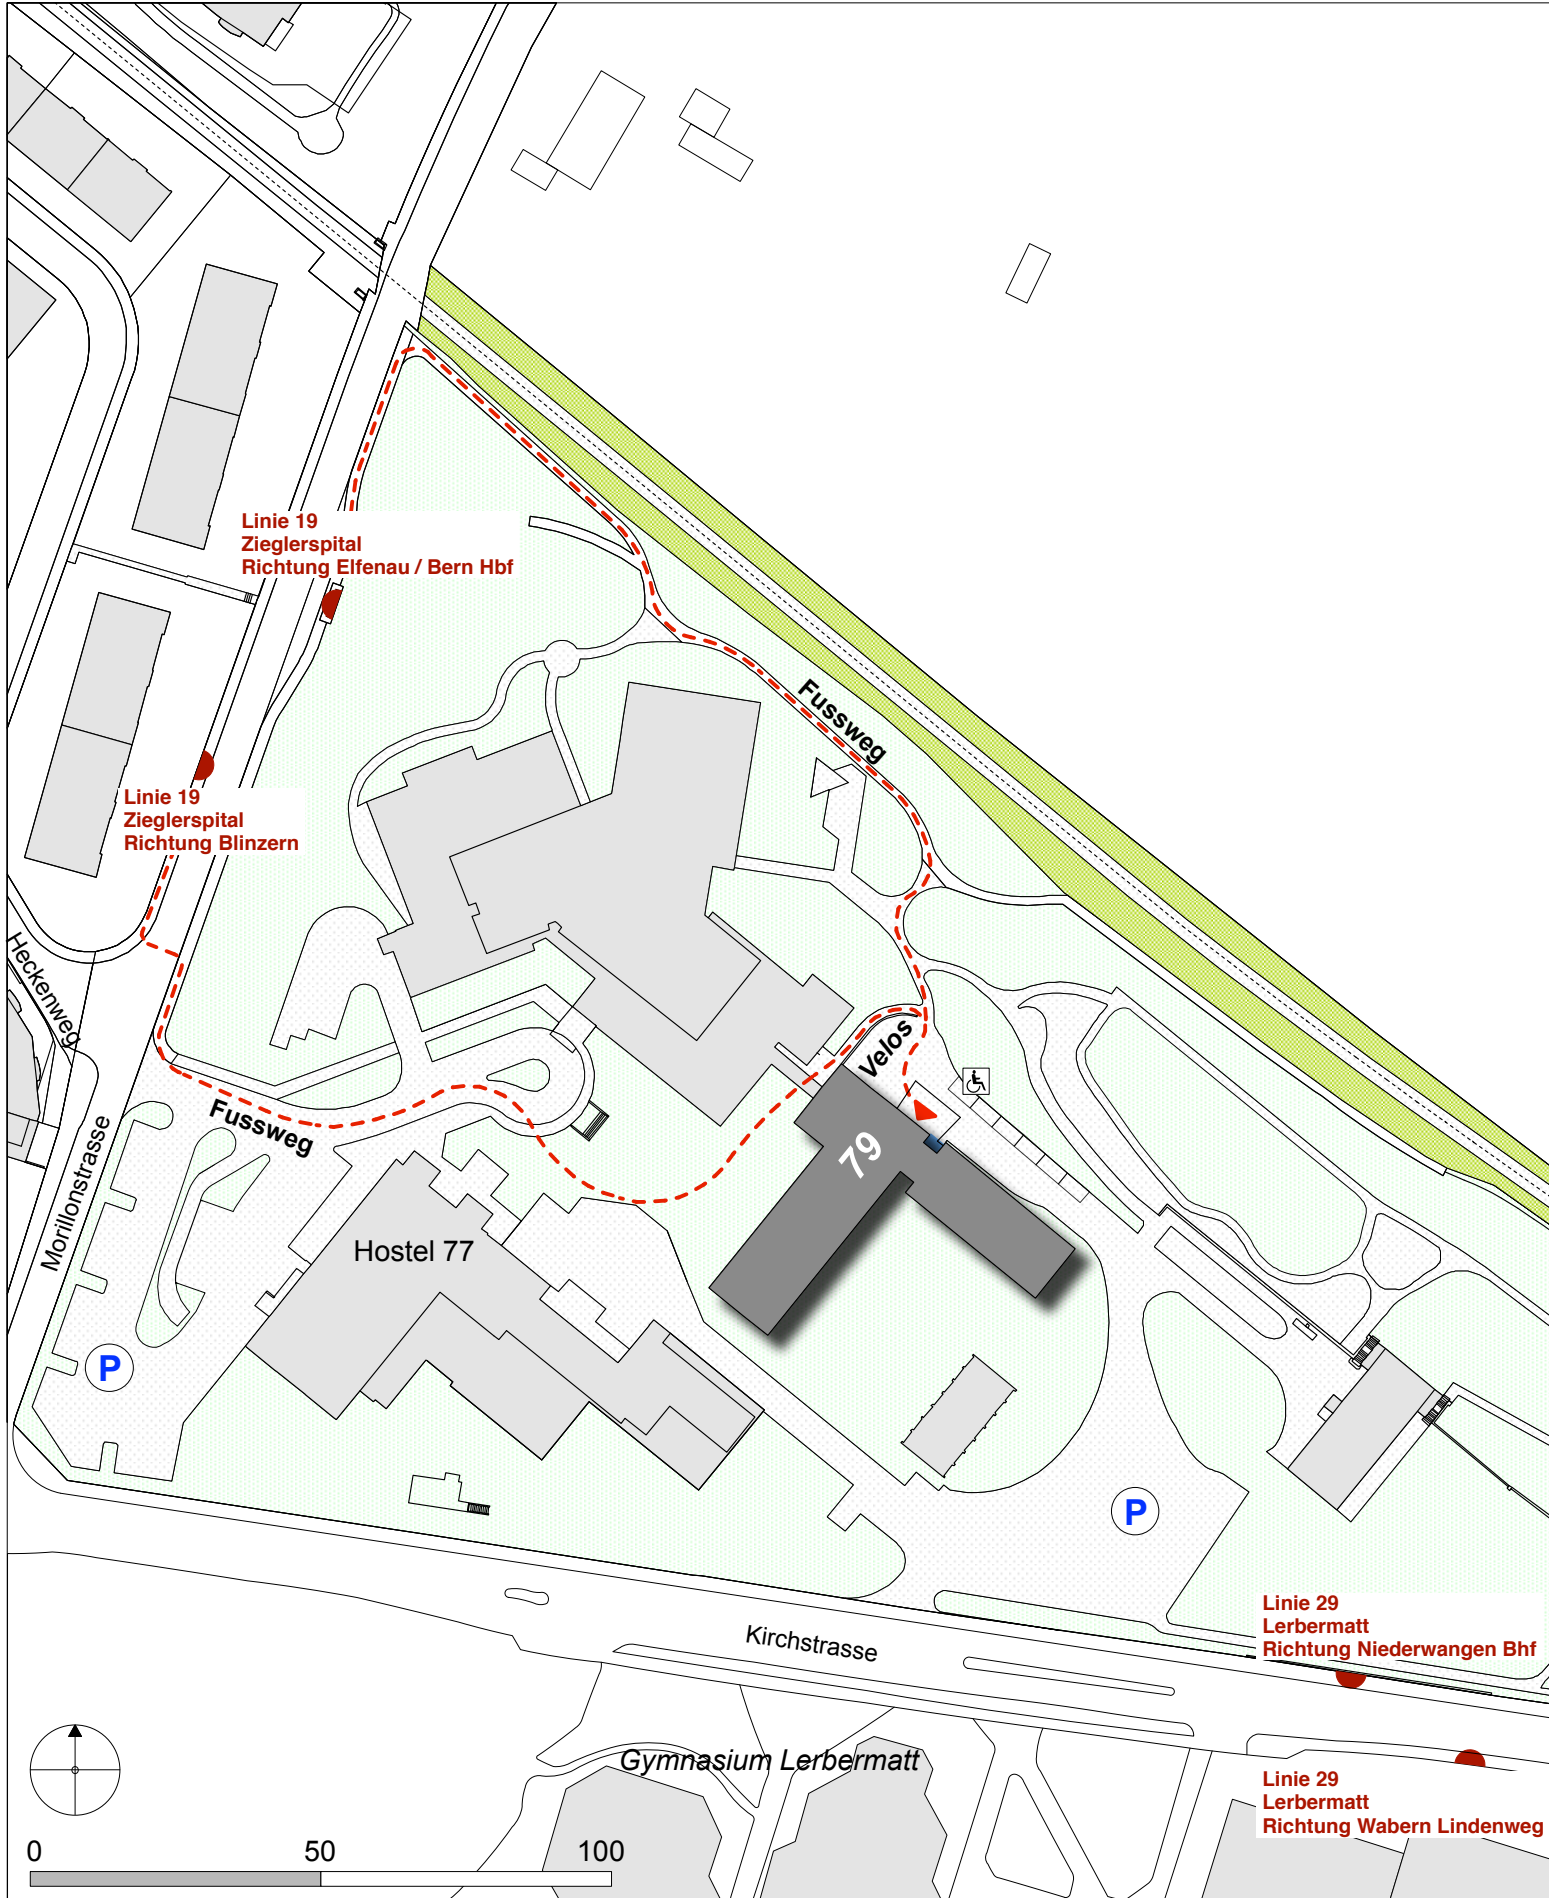 Linie 19
Zieglerspital
Richtung Elfenau / Bern Hbf
Fussweg
Linie 19
Zieglerspital
Richtung Blinzern
Heckenweg
Velos
Fussweg
79
Morillonstrasse
Hostel 77
P
P
Linie 29
Lerbermatt
Richtung Niederwangen Bhf
Kirchstrasse
Gymnasium Lerbermatt
Linie 29
Lerbermatt
Richtung Wabern Lindenweg
0 50 100